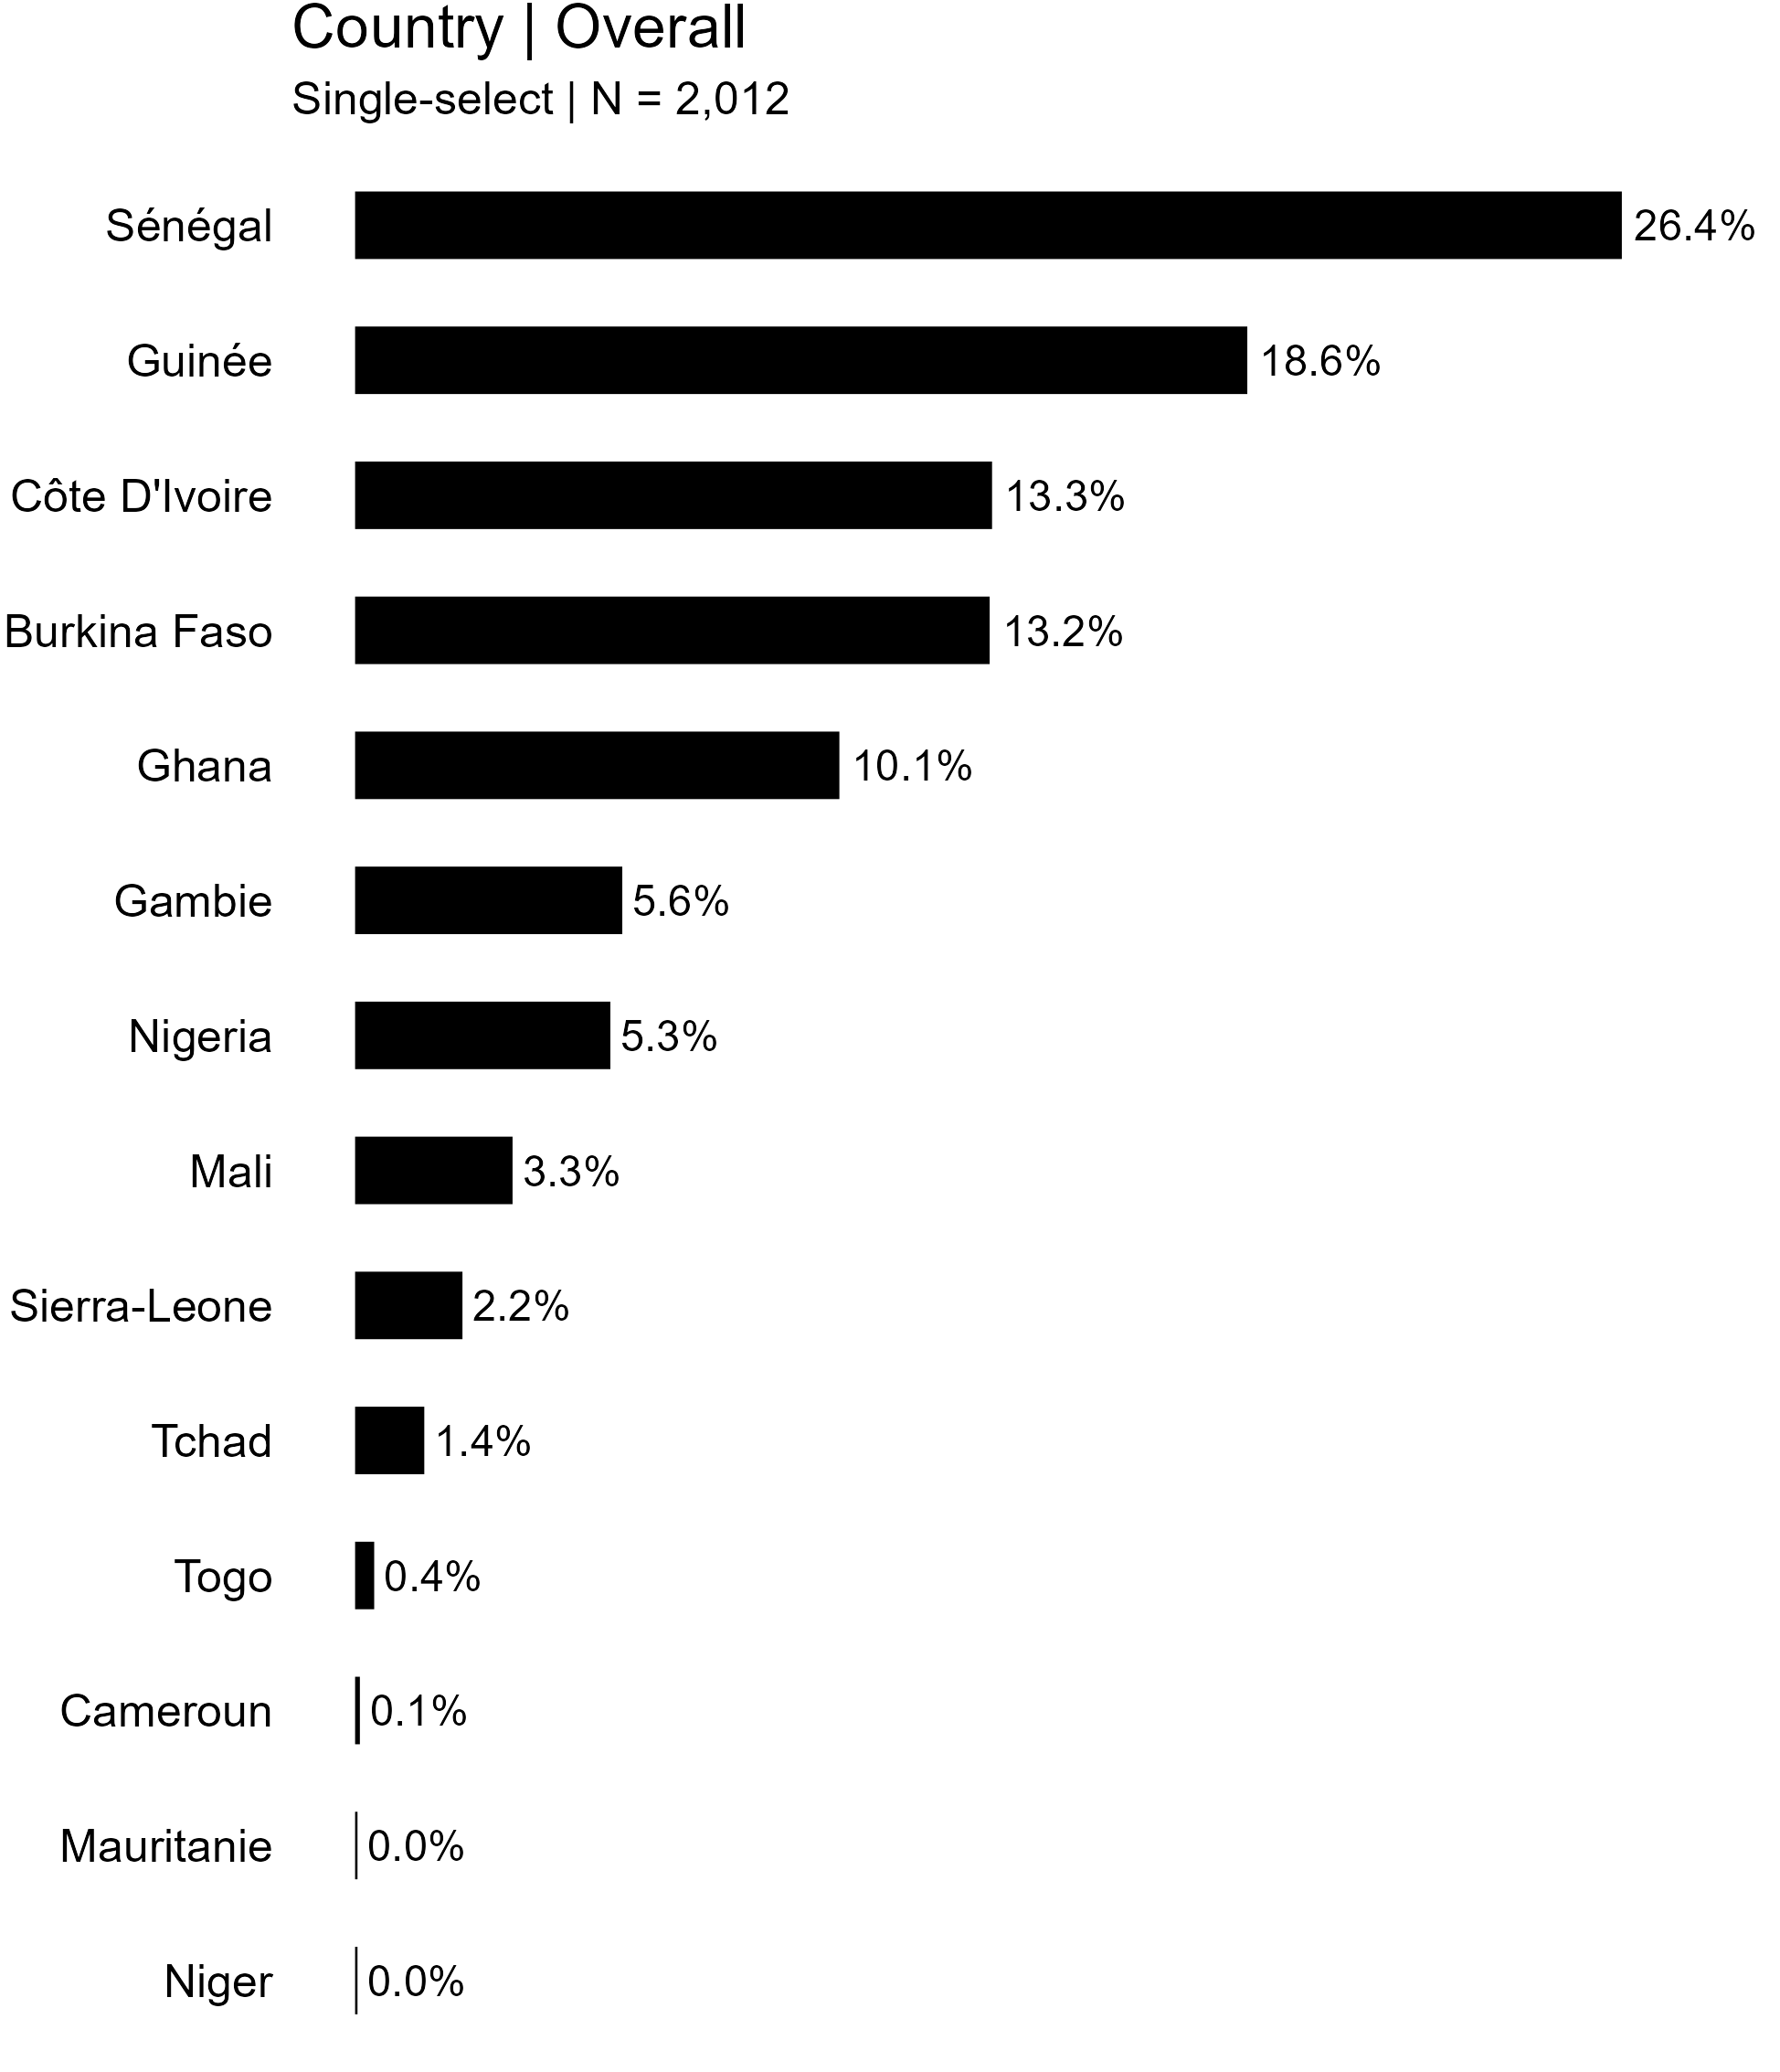 Country | Overall
Single-select | N = 2,012
Sénégal 26.4%
Guinée 18.6%
Côte D'Ivoire 13.3%
Burkina Faso 13.2%
Ghana 10.1%
Gambie 5.6%
Nigeria 5.3%
Mali 3.3%
Sierra-Leone 2.2%
Tchad 1.4%
Togo 0.4%
Cameroun 0.1%
Mauritanie 0.0%
Niger 0.0%